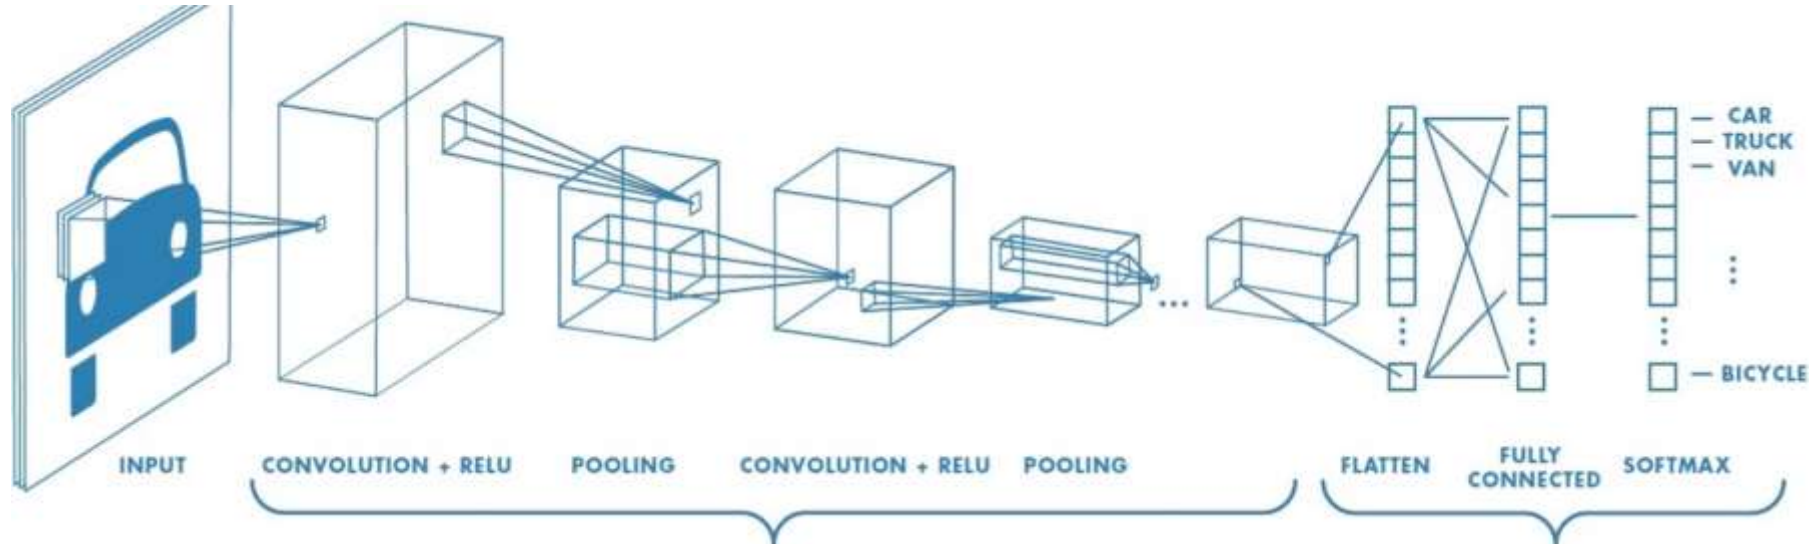 CAR
TRUCK
VAN
BICYCLE
INPUT
CONVOLUTION + RELU
POOLING
CONVOLUTION + RELU
POOLING
FLATTEN
FULLY
CONNECTED
SOFTMAX